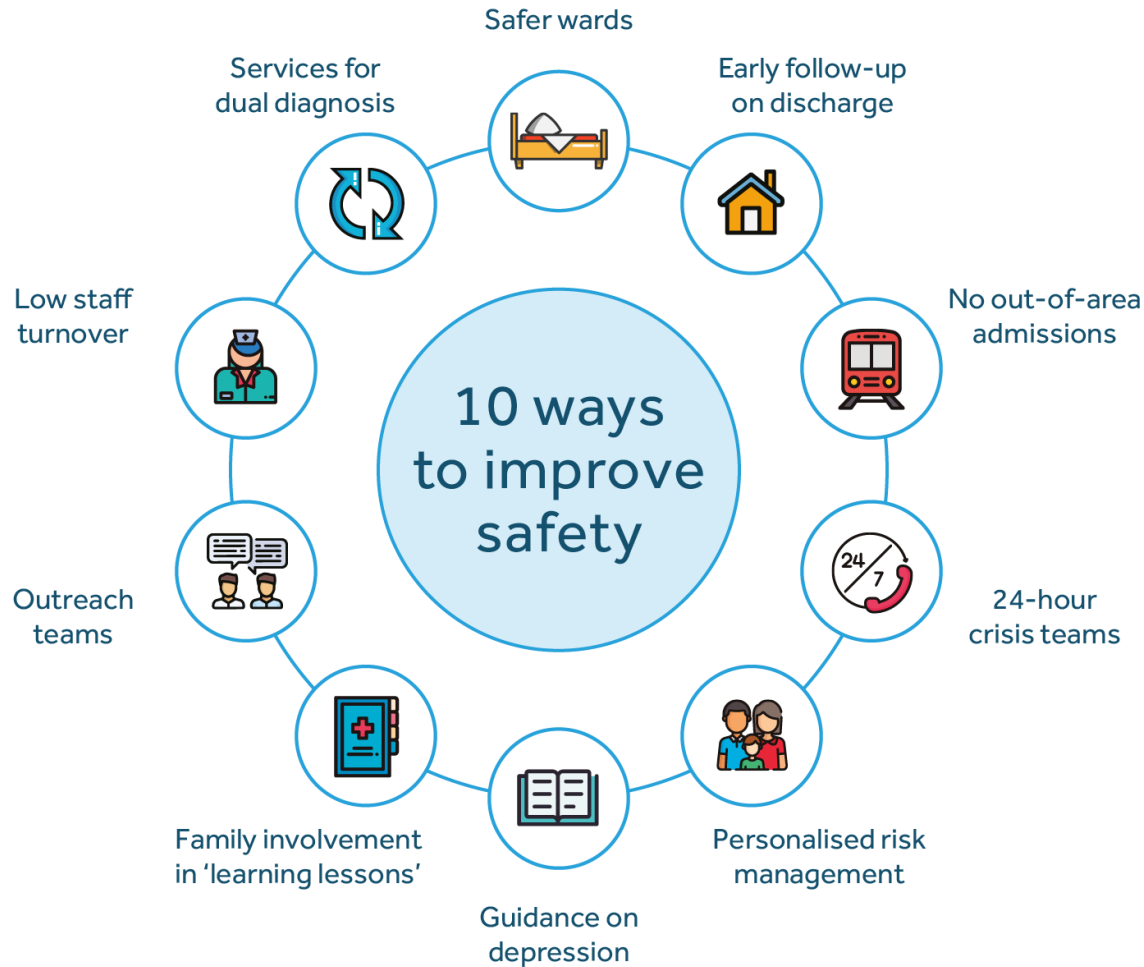 Safer wards
Early follow-up
on discharge
No out-of-area
admissions
24-hour
crisis teams
24
7
Personalised risk
management
Guidance on
depression
Family involvement
in ‘learning lessons’
Outreach
teams
Low staff
turnover
Services for
dual diagnosis
10 ways
to improve
safety